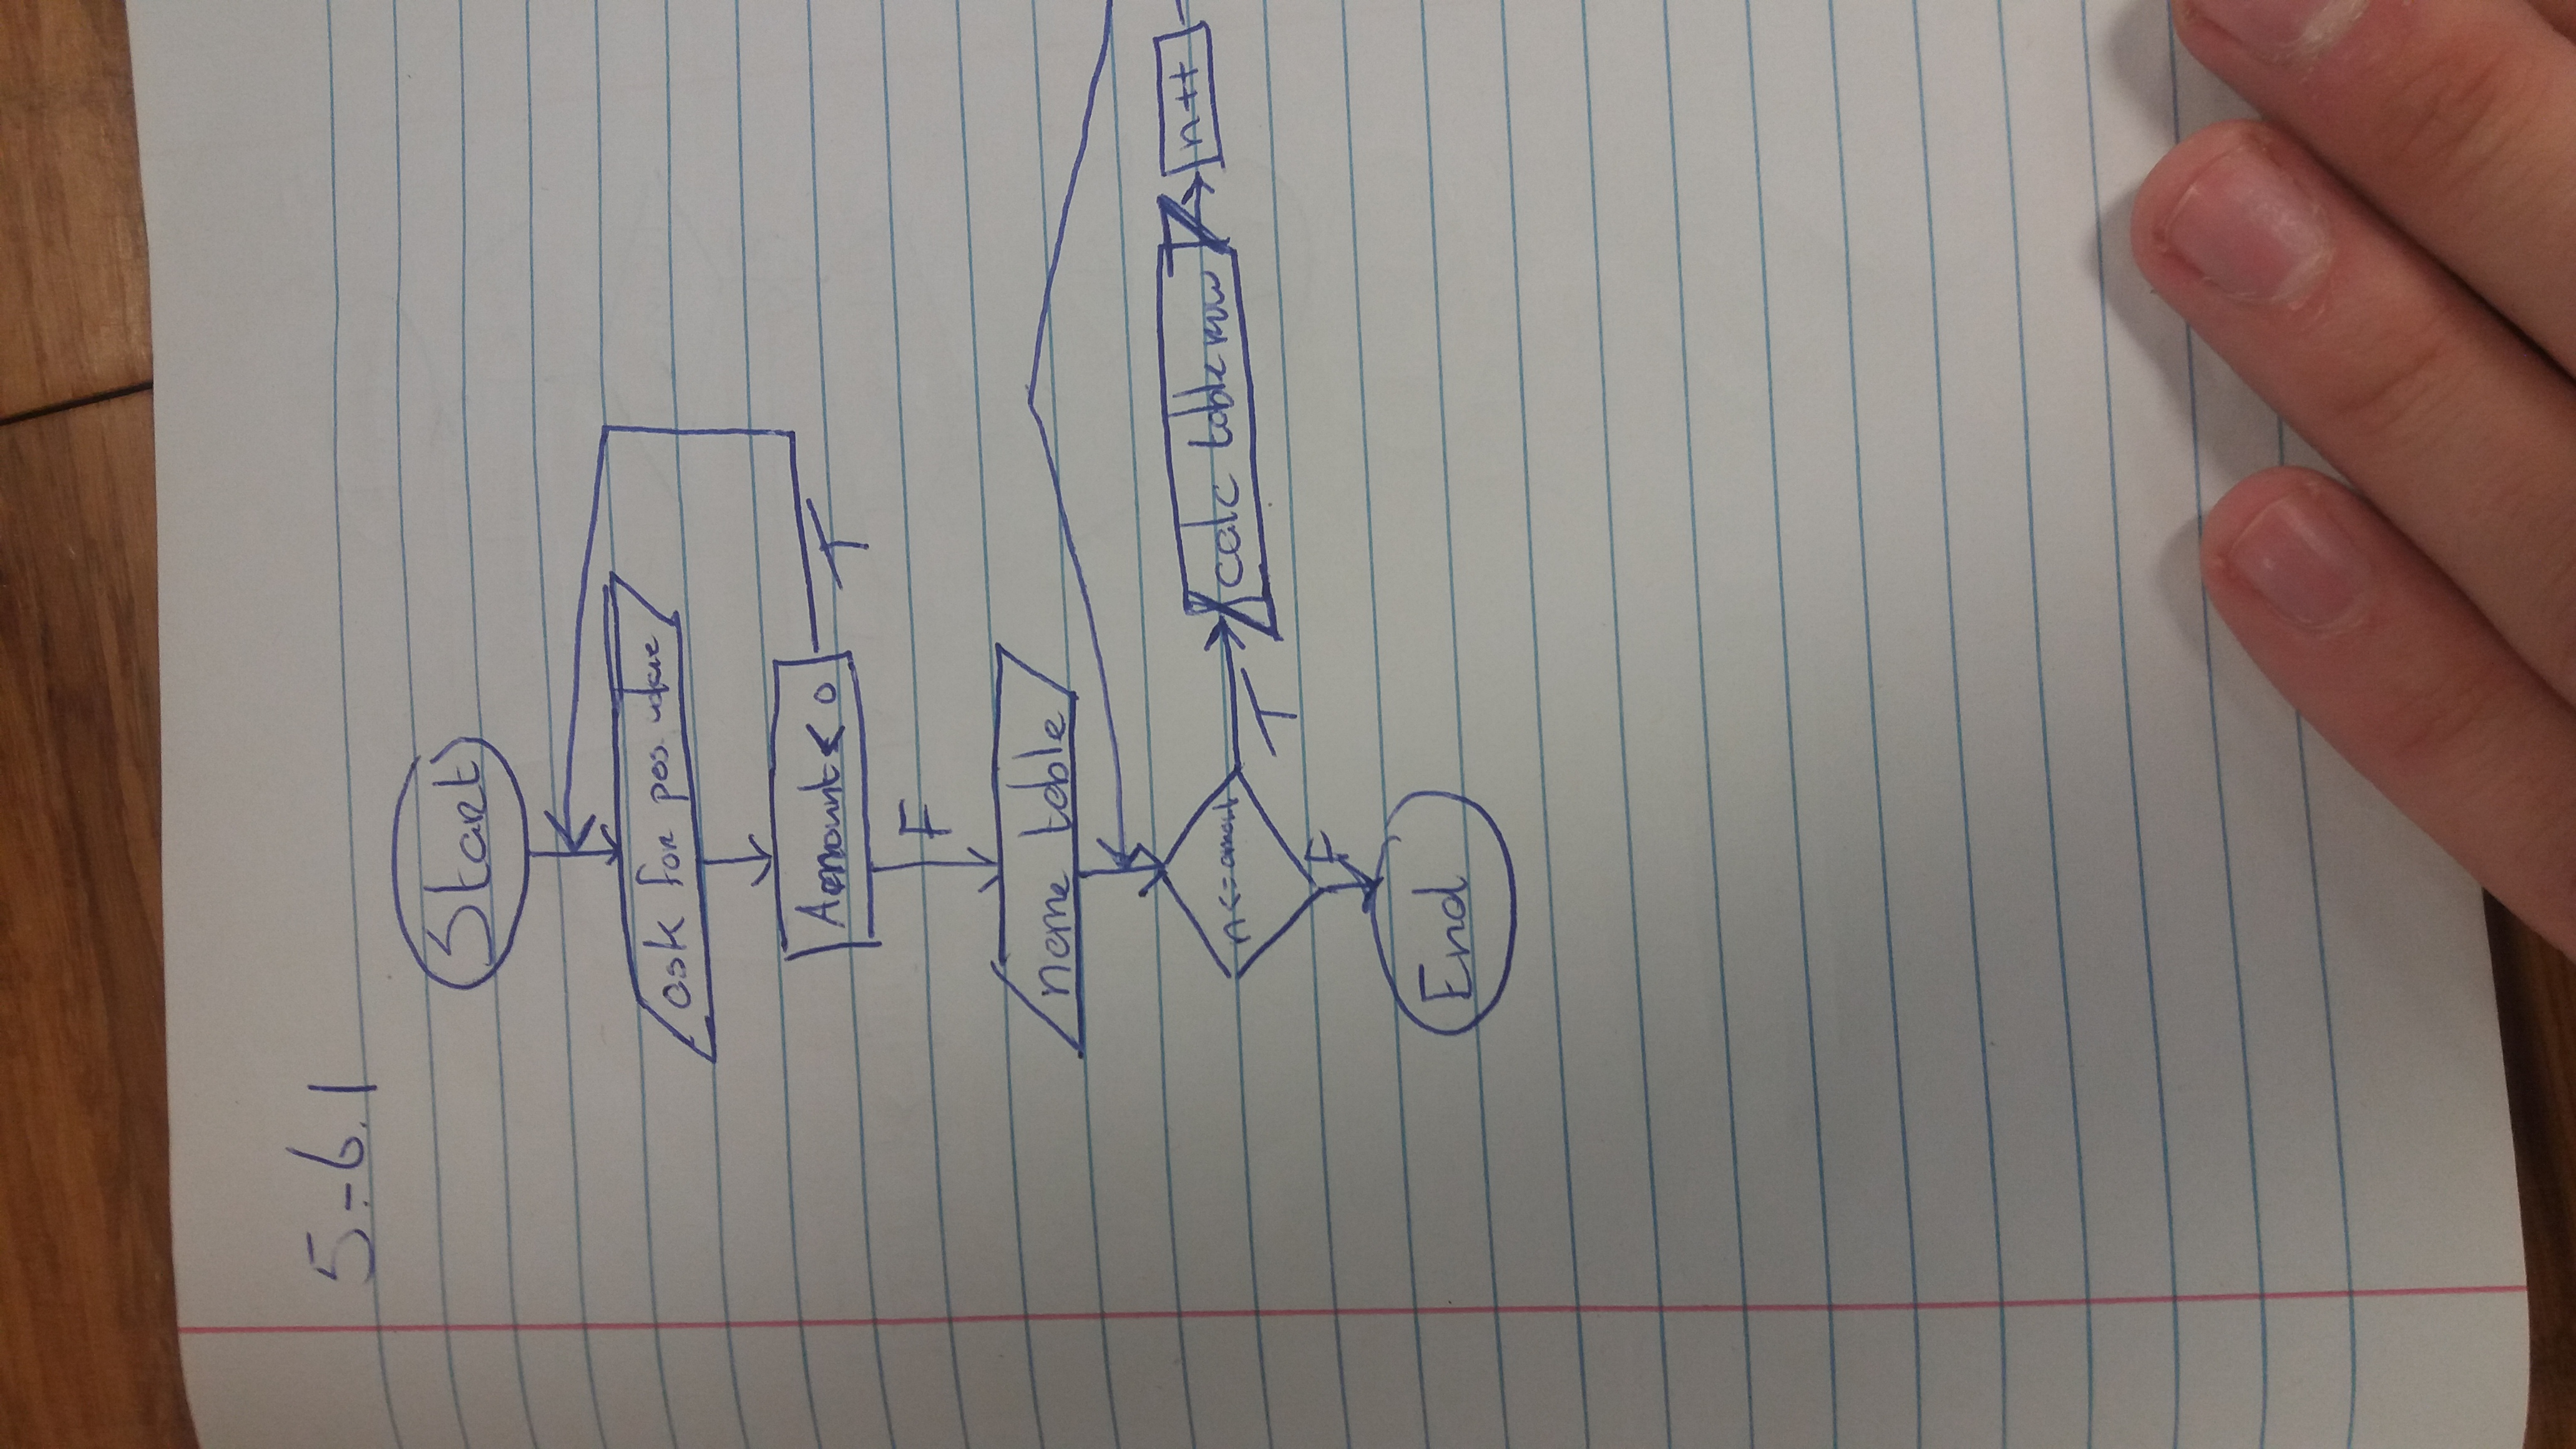 5.-6.1
Start
ask for pos. value
Amount < 0
T
F
name table
n <= amount
T
calc table row
n++
F
End